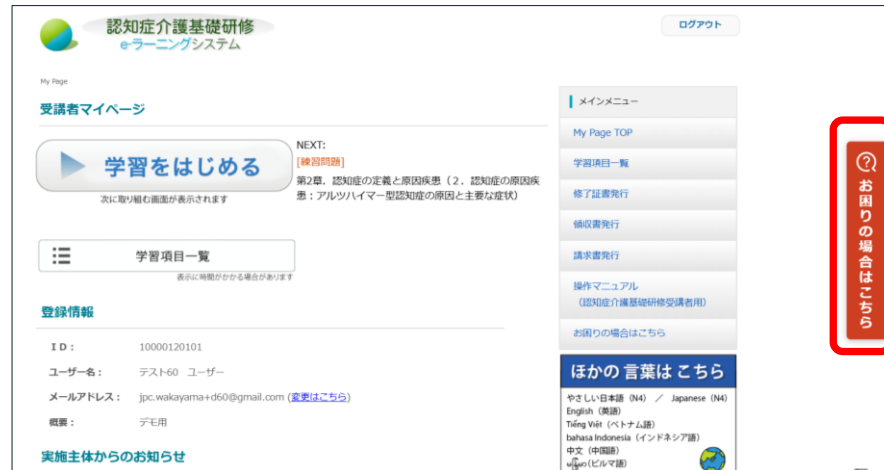 認知症介護基礎研修
e-ラーニングシステム
ログアウト
My Page
受講者マイページ
学習をはじめる
次に取り組む画面が表示されます
NEXT:
[練習問題]
第2章．認知症の定義と原因疾患（２．認知症の原因疾
患：アルツハイマー型認知症の原因と主要な症状）
学習項目一覧
表示に時間がかかる場合があります
登録情報
ID：
10000120101
ユーザー名：
テスト60　ユーザー
メールアドレス：
jpc.wakayama+d60@gmail.com (変更はこちら)
概要：
デモ用
実施主体からのお知らせ
メインメニュー
My Page TOP
学習項目一覧
修了証書発行
領収書発行
請求書発行
操作マニュアル
（認知症介護基礎研修受講者用）
お困りの場合はこちら
ほかの 言葉は こちら
やさしい日本語（N4） ／ Japanese（N4）
English（英語）
Tiếng Việt（ベトナム語）
bahasa Indonesia（インドネシア語）
中文（中国語）
（ビルマ語）
お困りの場合はこちら